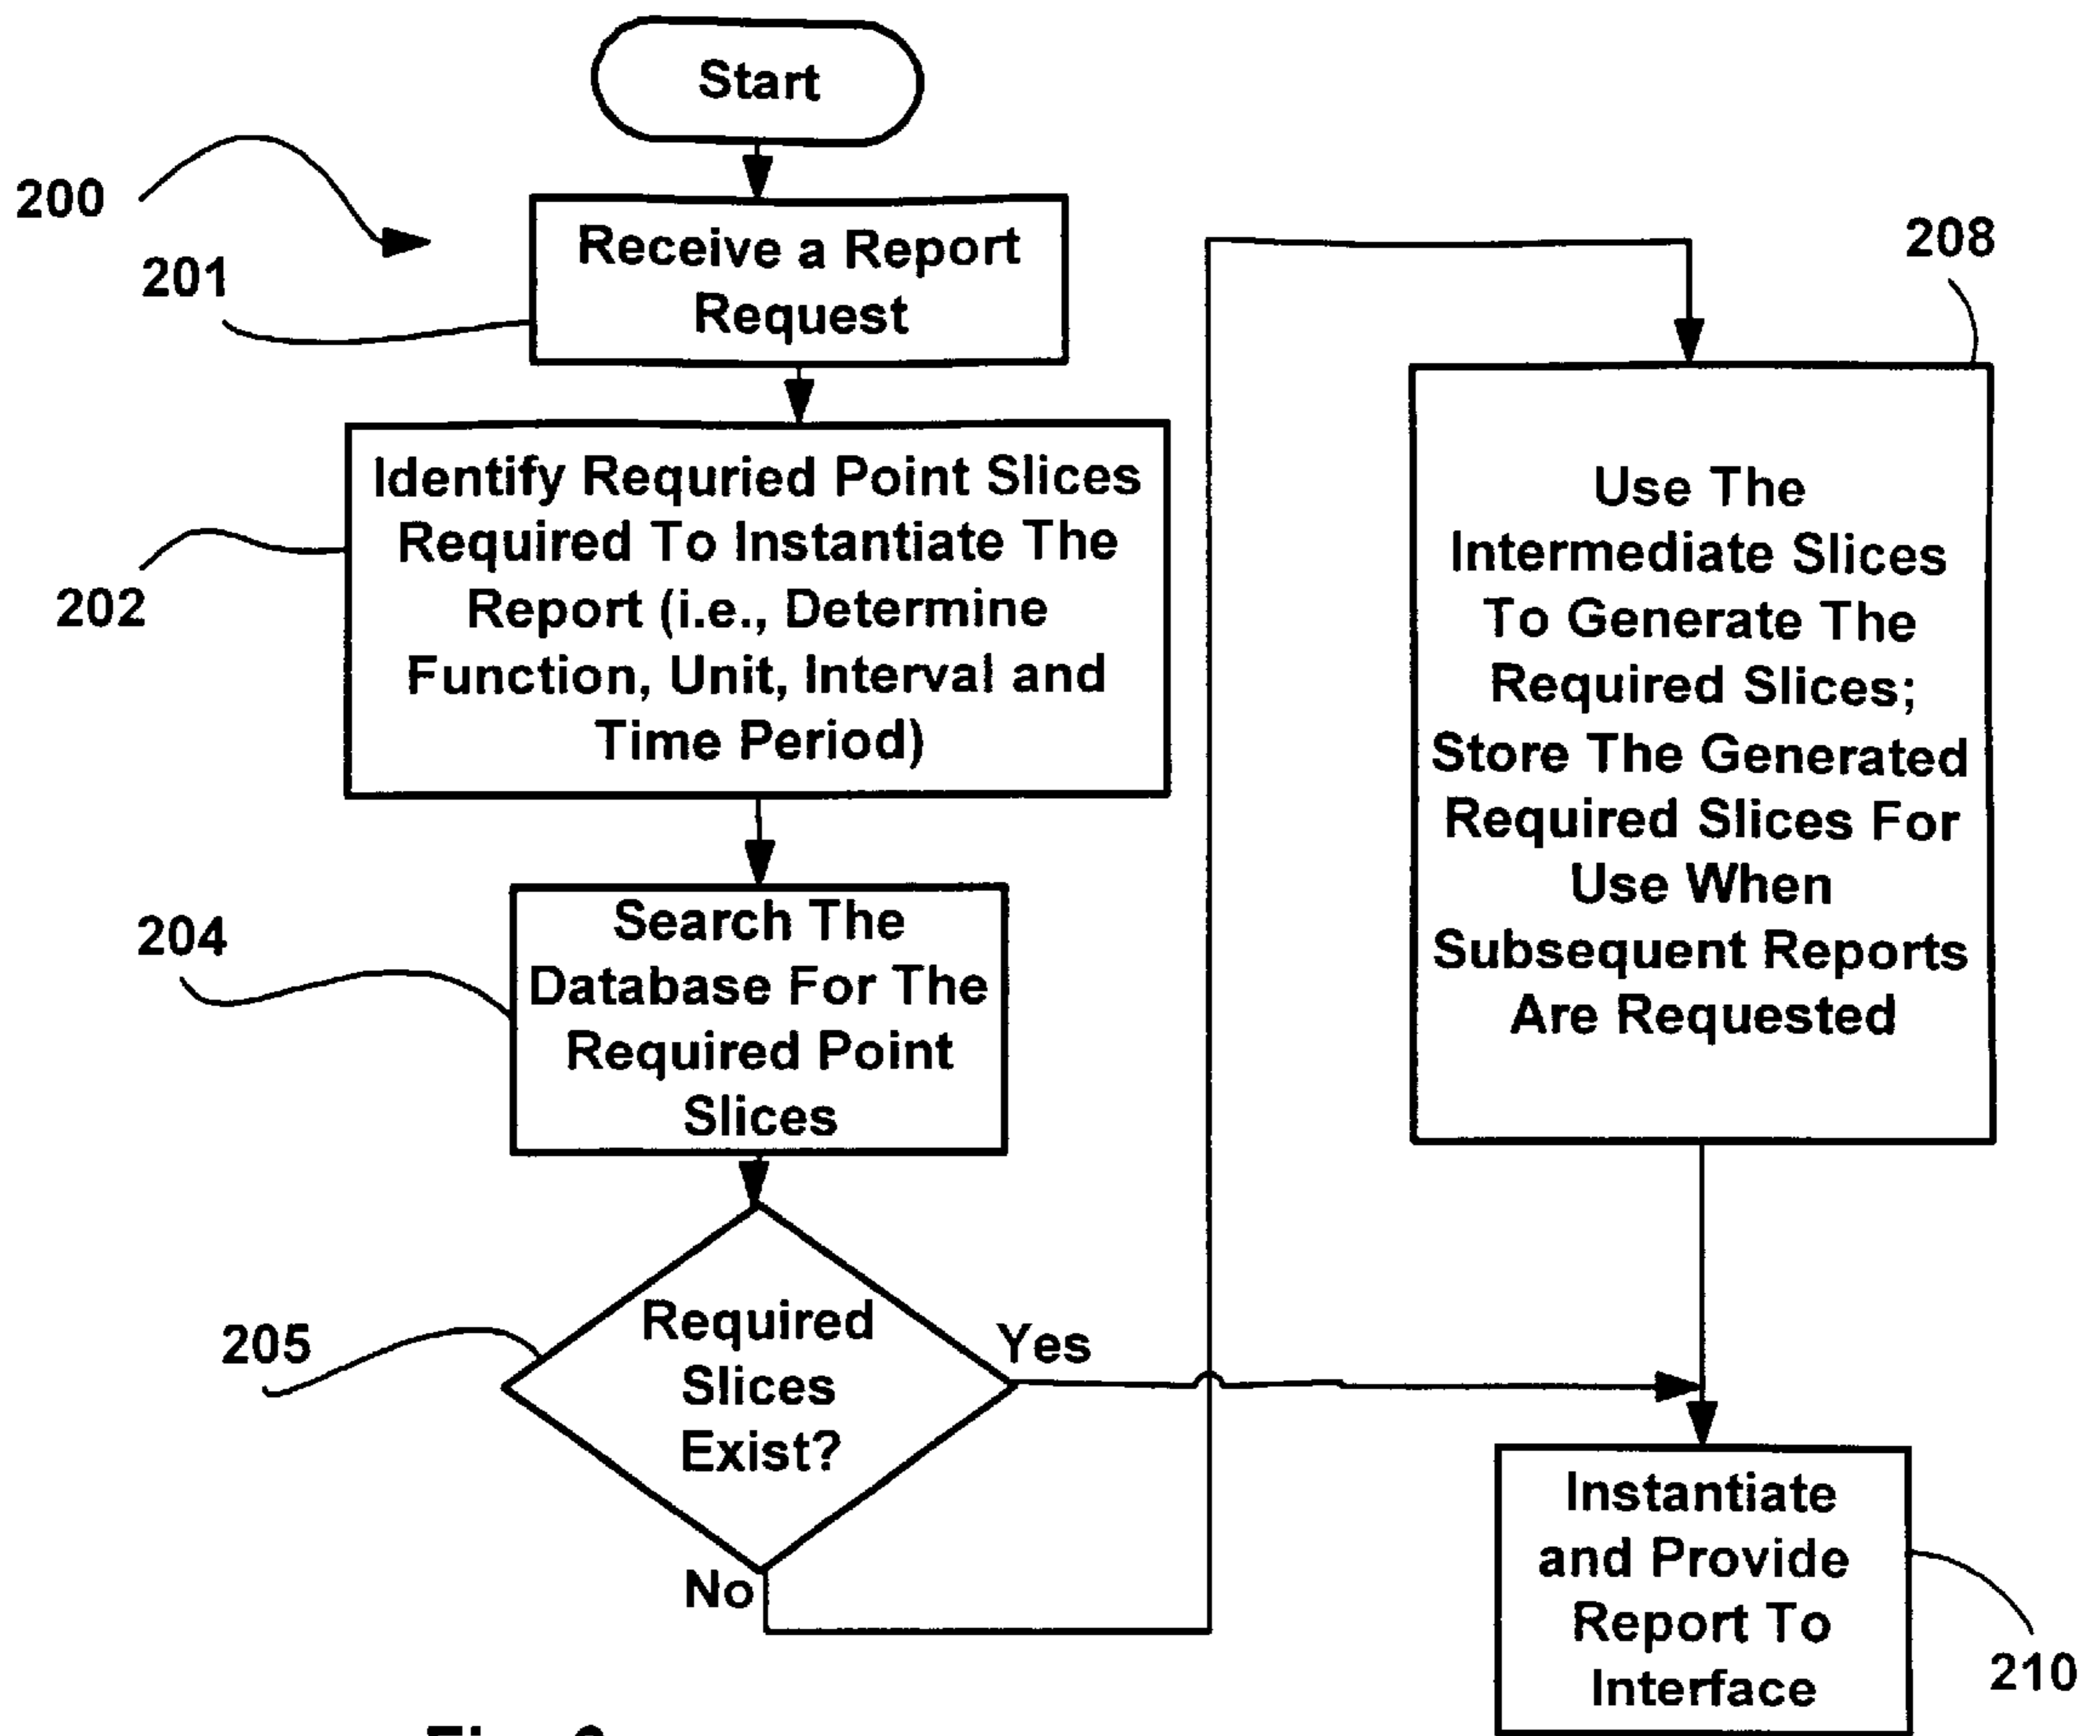 Start
200
201
Receive a Report
Request
202
Identify Requried Point Slices
Required To Instantiate The
Report (i.e., Determine
Function, Unit, Interval and
Time Period)
204
Search The
Database For The
Required Point
Slices
205
Required
Slices
Exist?
Yes
No
208
Use The
Intermediate Slices
To Generate The
Required Slices;
Store The Generated
Required Slices For
Use When
Subsequent Reports
Are Requested
Instantiate
and Provide
Report To
Interface
210